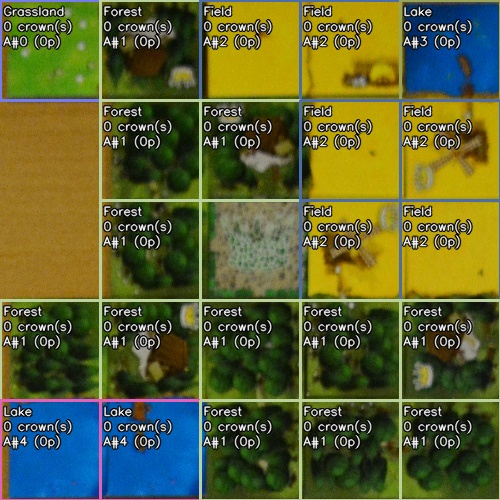 Grassland
0 crown(s)
A#0 (0p)
Forest
0 crown(s)
A#1 (0p)
Field
0 crown(s)
A#2 (0p)
Field
0 crown(s)
A#2 (0p)
Lake
0 crown(s)
A#3 (0p)
Forest
0 crown(s)
A#1 (0p)
Forest
0 crown(s)
A#1 (0p)
Field
0 crown(s)
A#2 (0p)
Field
0 crown(s)
A#2 (0p)
Forest
0 crown(s)
A#1 (0p)
Field
0 crown(s)
A#2 (0p)
Field
0 crown(s)
A#2 (0p)
Forest
0 crown(s)
A#1 (0p)
Forest
0 crown(s)
A#1 (0p)
Forest
0 crown(s)
A#1 (0p)
Forest
0 crown(s)
A#1 (0p)
Forest
0 crown(s)
A#1 (0p)
Lake
0 crown(s)
A#4 (0p)
Lake
0 crown(s)
A#4 (0p)
Forest
0 crown(s)
A#1 (0p)
Forest
0 crown(s)
A#1 (0p)
Forest
0 crown(s)
A#1 (0p)